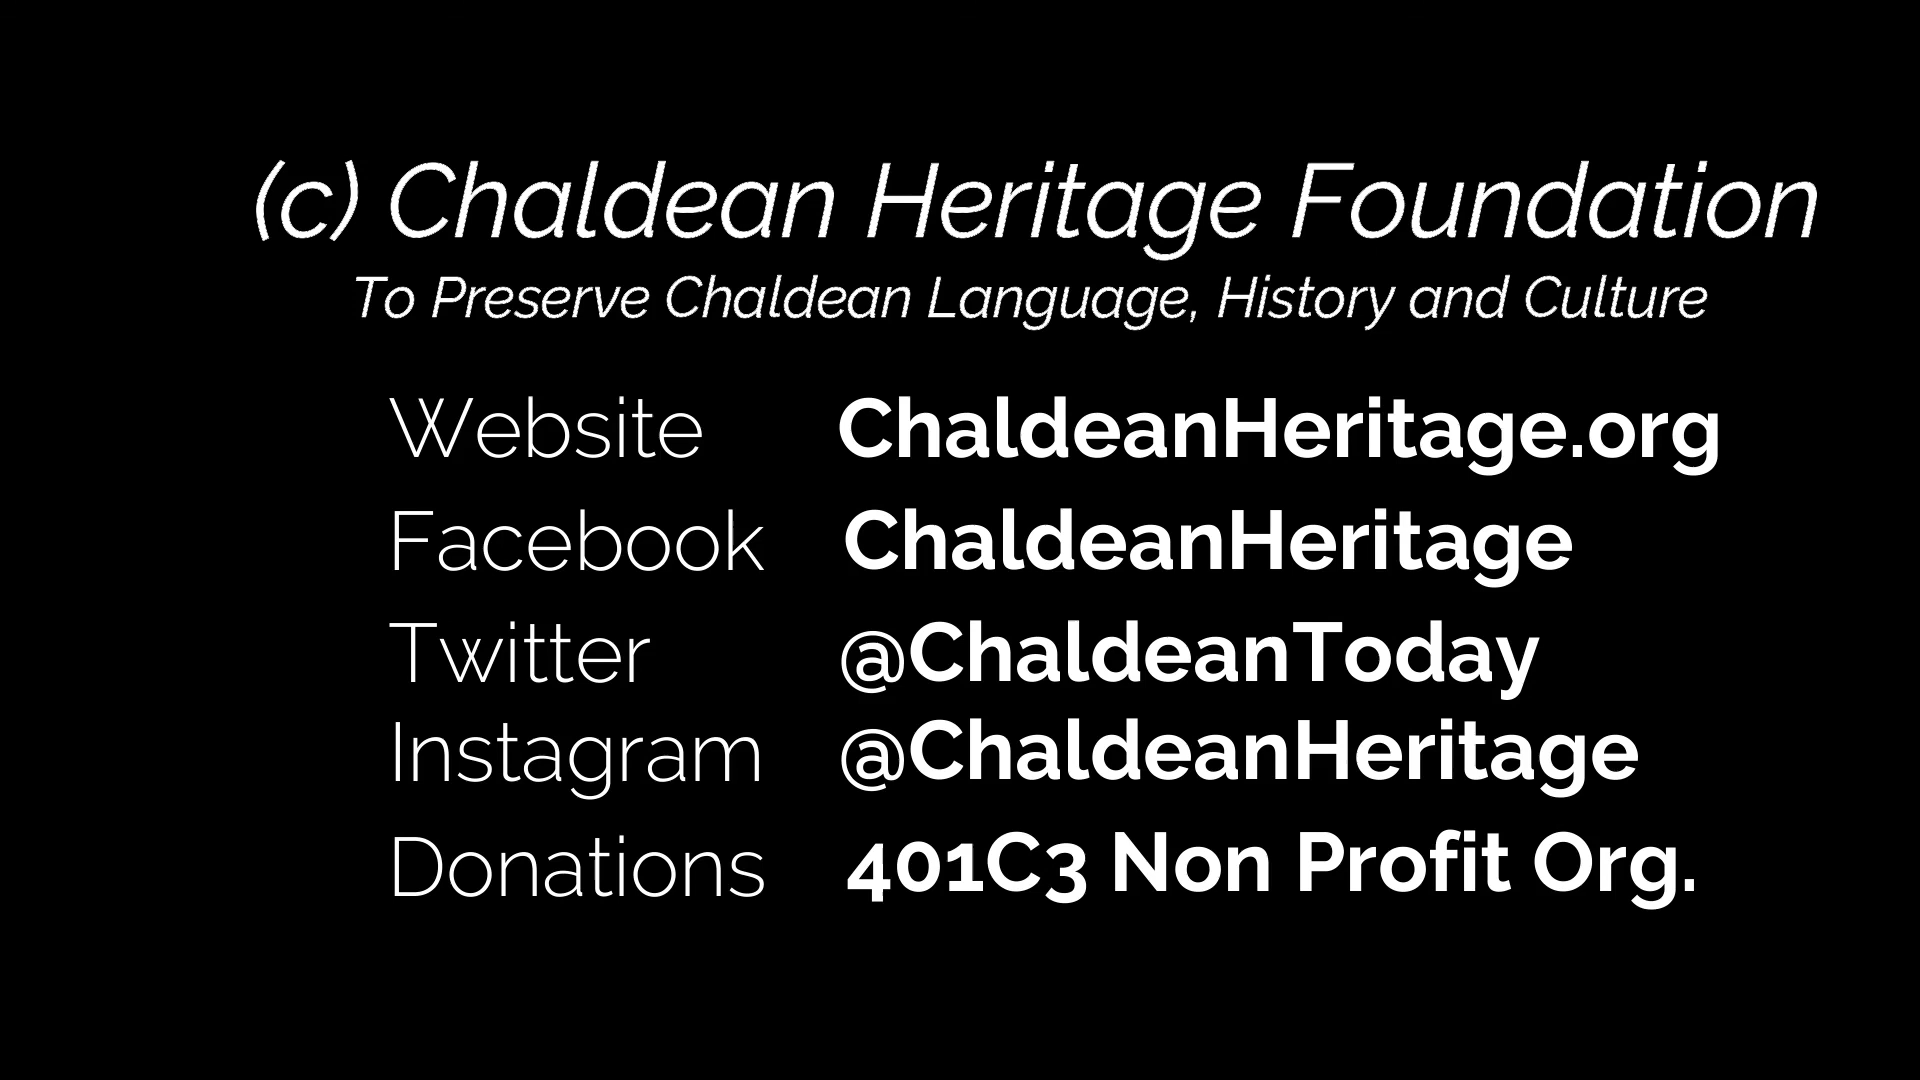 (c) Chaldean Heritage Foundation
To Preserve Chaldean Language, History and Culture
Website ChaldeanHeritage.org
Facebook ChaldeanHeritage
Twitter @ChaldeanToday
Instagram @ChaldeanHeritage
Donations 401C3 Non Profit Org.